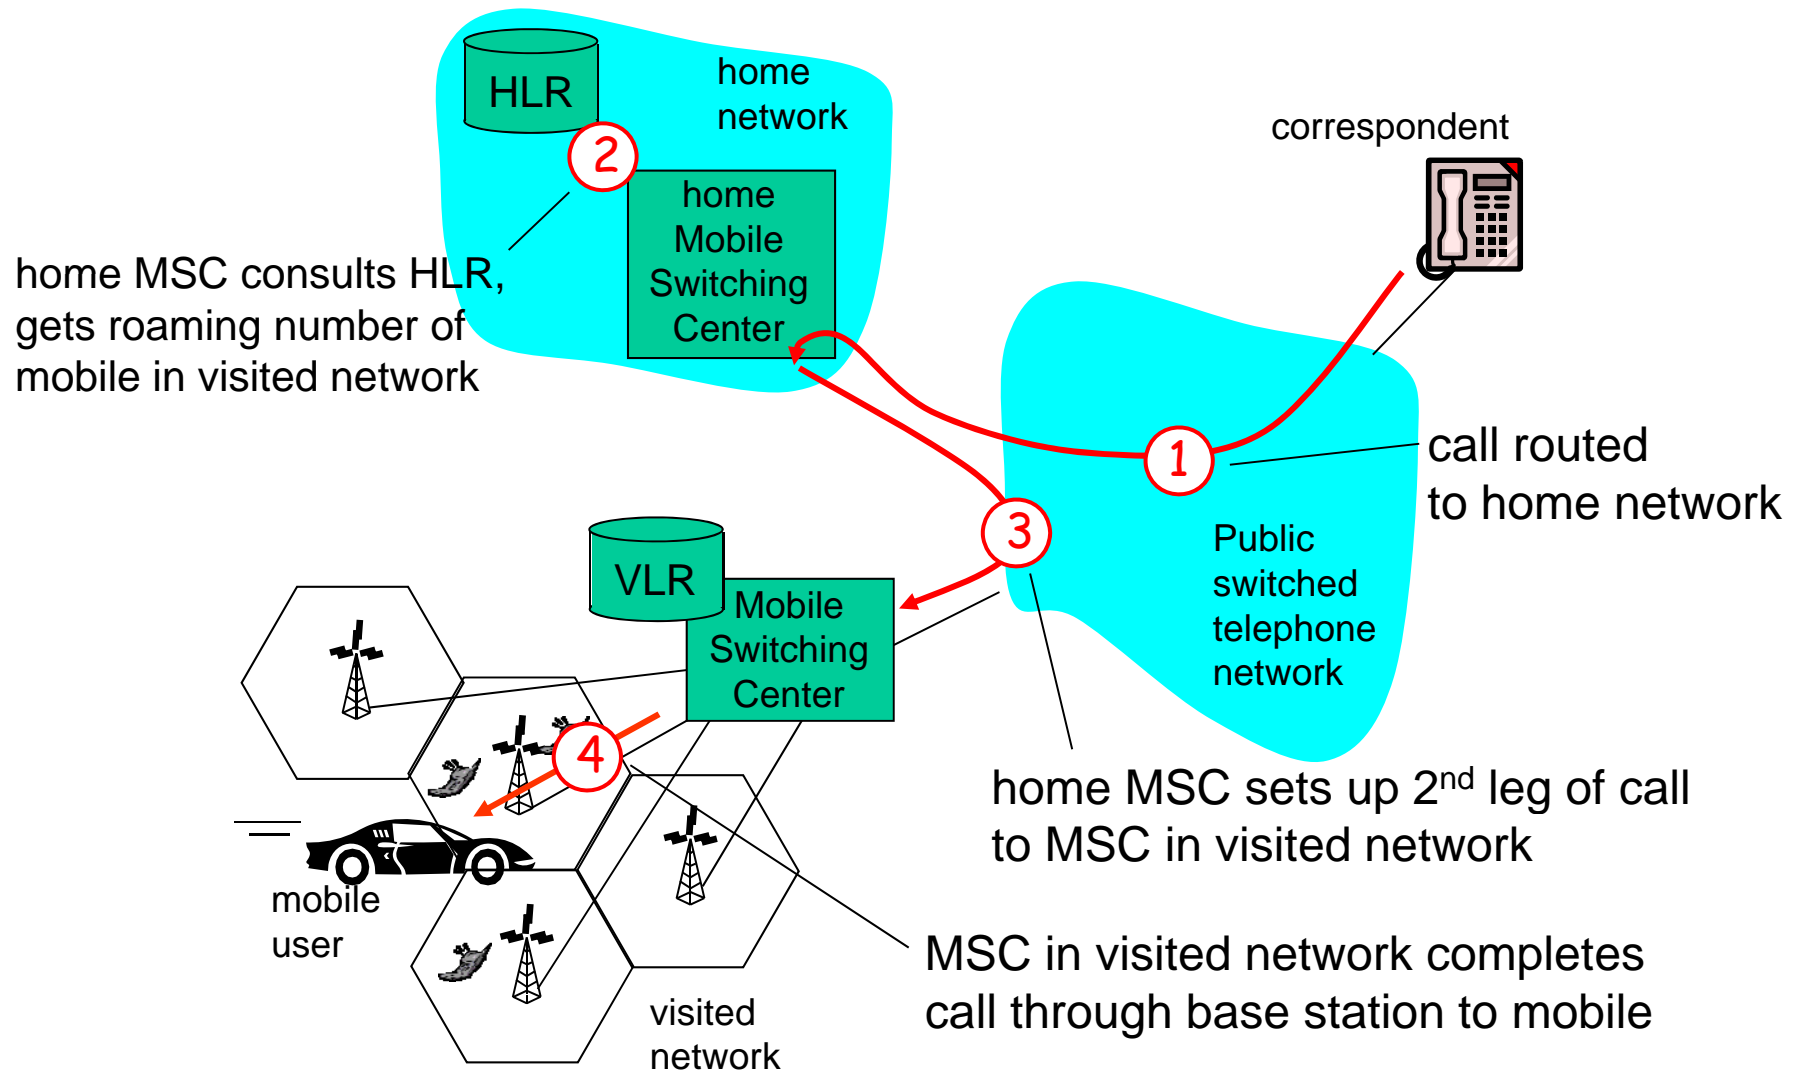 HLR
home
network
correspondent
2
home
Mobile
Switching
Center
home MSC consults HLR,
gets roaming number of
mobile in visited network
1
call routed
to home network
3
Public
switched
telephone
network
VLR
Mobile
Switching
Center
4
home MSC sets up 2nd leg of call
to MSC in visited network
mobile
user
MSC in visited network completes
call through base station to mobile
visited
network